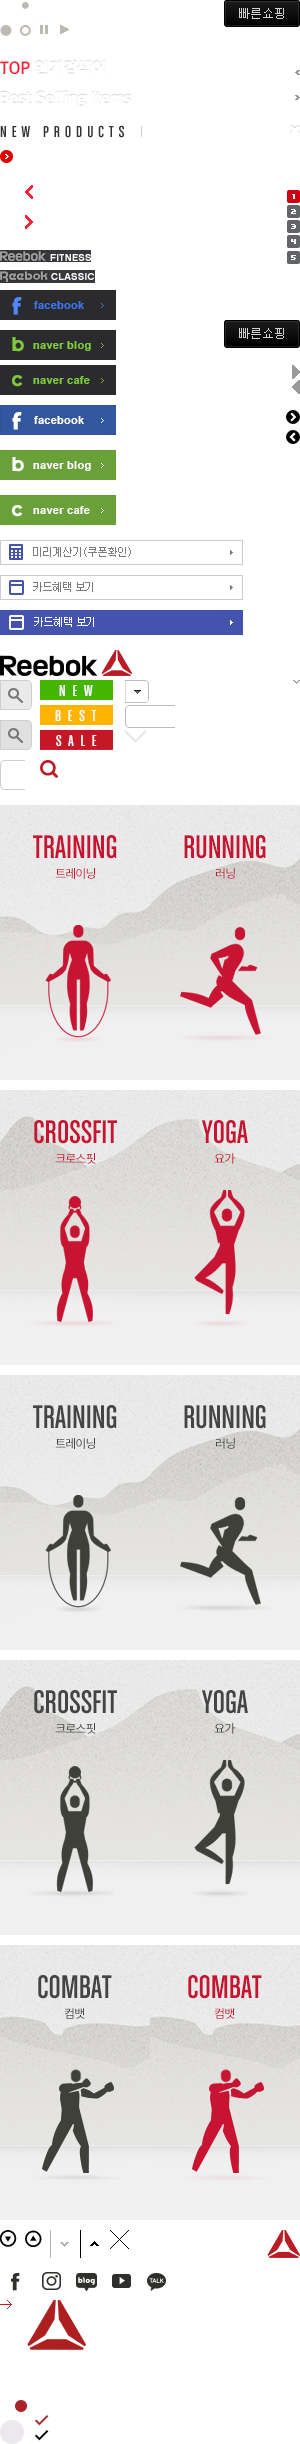 빠른쇼핑
TOP 인기검색어
Best Selling Items
NEW PRODUCTS
1
2
3
4
5
Reebok FITNESS
Reebok CLASSIC
facebook
빠른쇼핑
naver blog
naver cafe
facebook
naver blog
naver cafe
미리계산기(쿠폰확인)
카드혜택 보기
카드혜택 보기
Reebok
NEW
BEST
SALE
TRAINING RUNNING
트레이닝 러닝
CROSSFIT YOGA
크로스핏 요가
TRAINING RUNNING
트레이닝 러닝
CROSSFIT YOGA
크로스핏 요가
COMBAT COMBAT
컴뱃 컴뱃
blog TALK